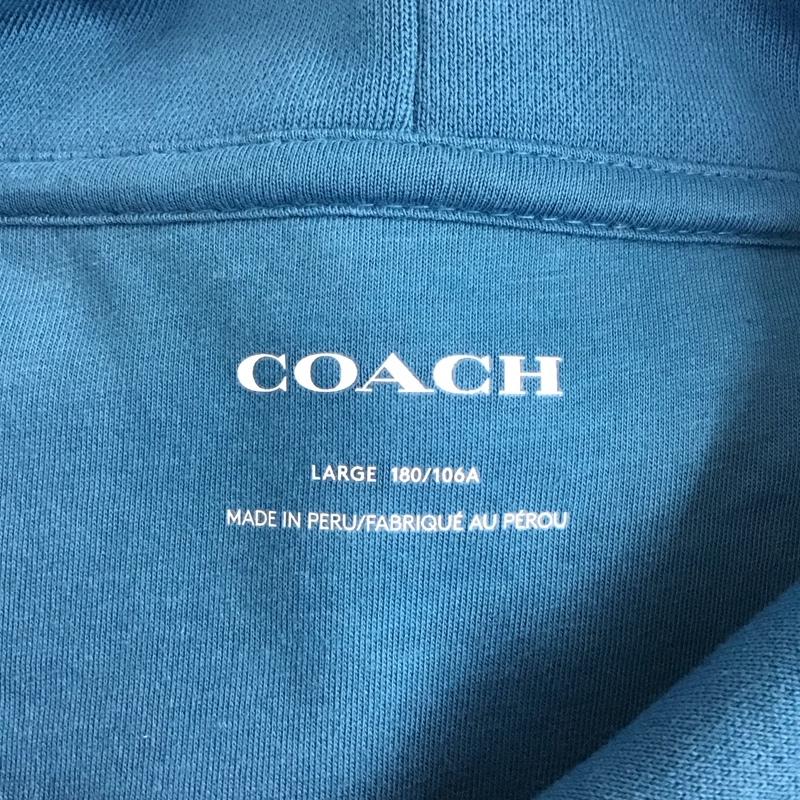 COACH
LARGE 180/106A
MADE IN PERU/FABRIQUÉ AU PÉROU